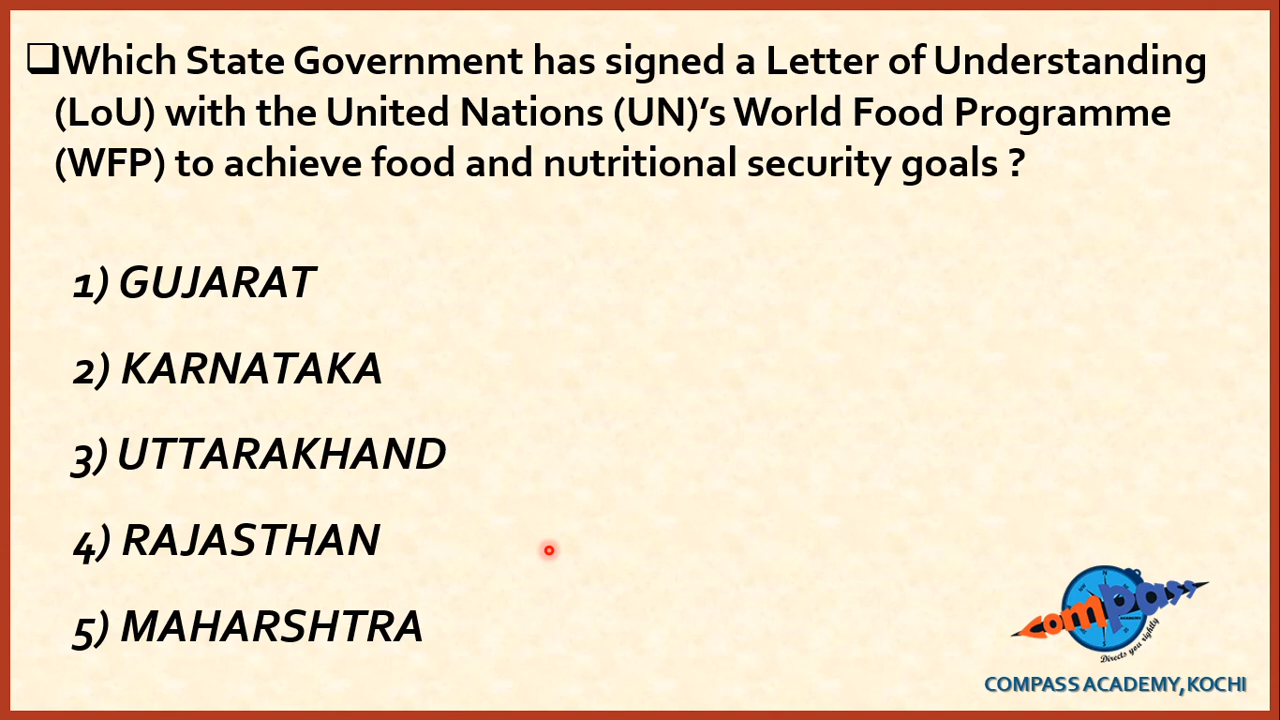 ❑Which State Government has signed a Letter of Understanding
(LoU) with the United Nations (UN)’s World Food Programme
(WFP) to achieve food and nutritional security goals ?
1) GUJARAT
2) KARNATAKA
3) UTTARAKHAND
4) RAJASTHAN
5) MAHARSHTRA
compass
ACADEMY
Directs you rightly
COMPASS ACADEMY,KOCHI